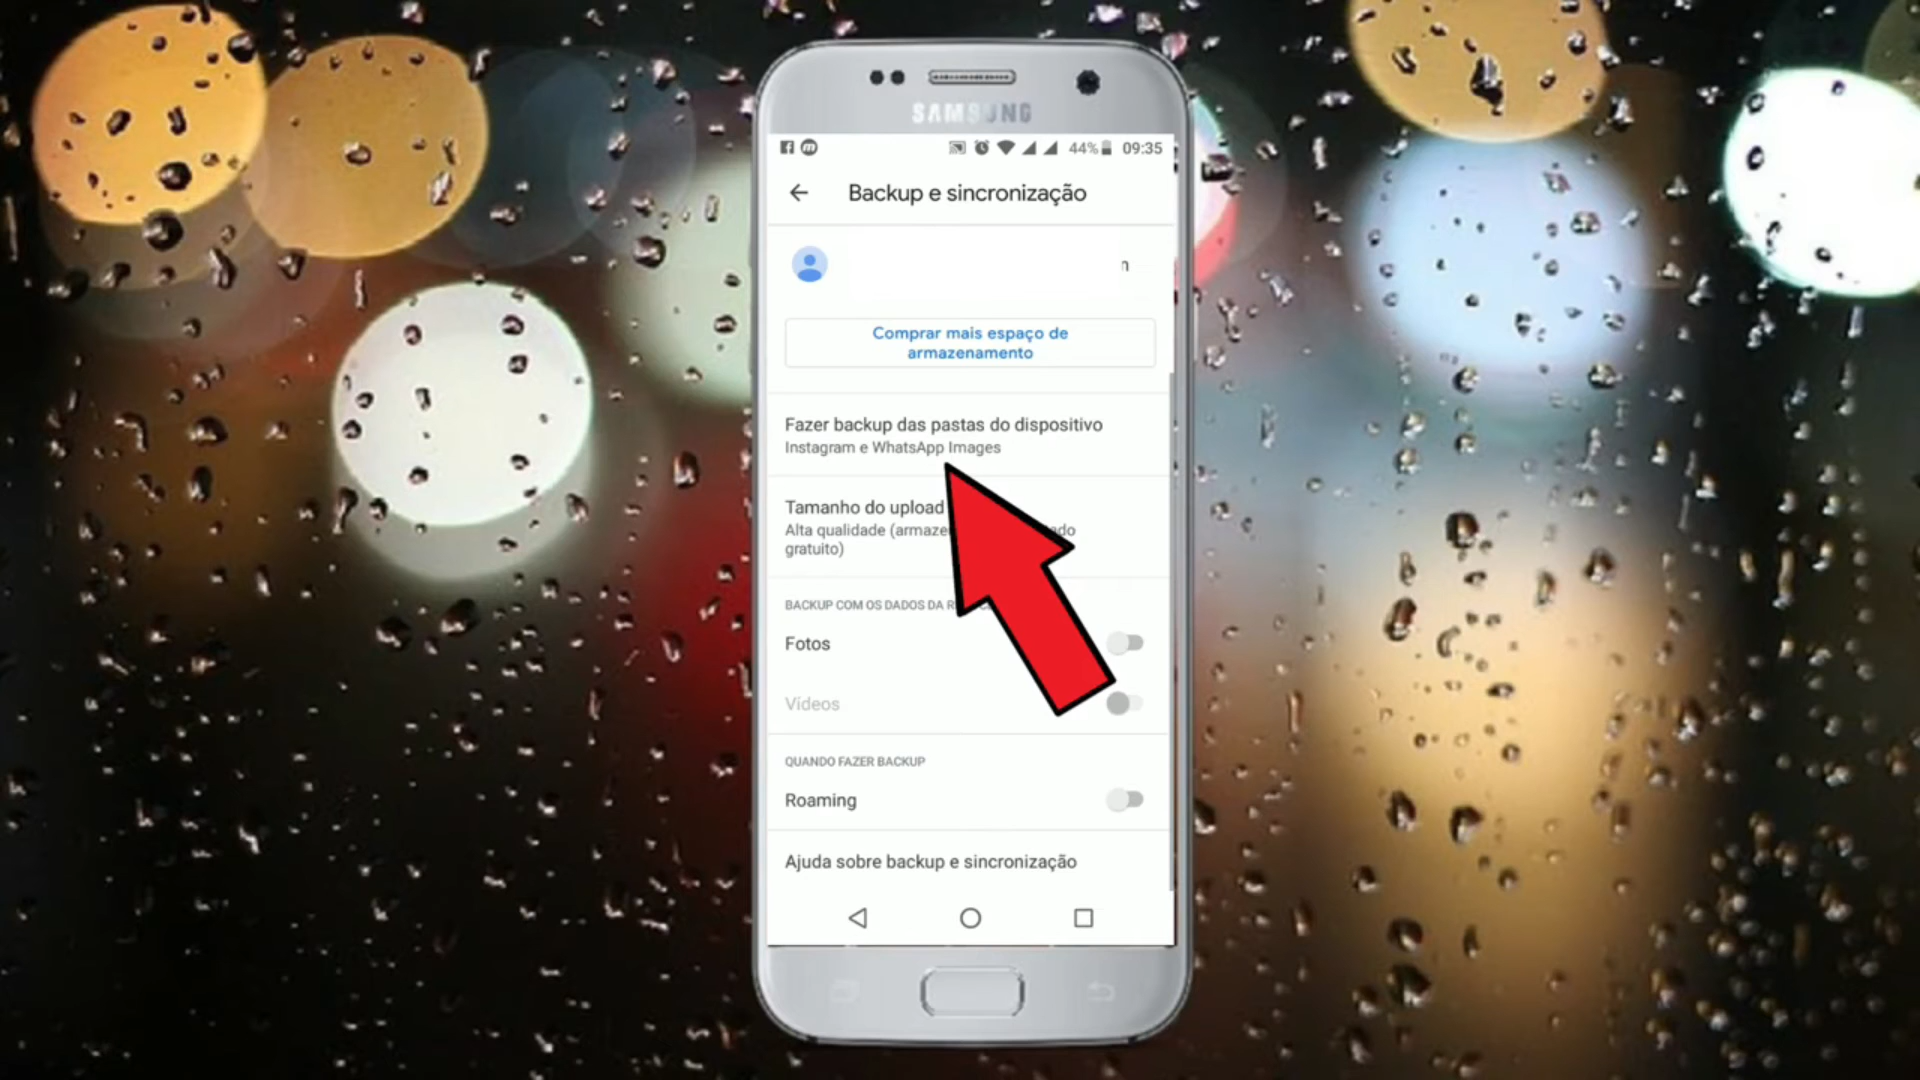 SAMSUNG
44% 09:35
Backup e sincronização
n
Comprar mais espaço de
armazenamento
Fazer backup das pastas do dispositivo
Instagram e WhatsApp Images
Tamanho do upload
Alta qualidade
gratuito)
BACKUP COM OS DADOS DA
Fotos
Vídeos
QUANDO FAZER BACKUP
Roaming
Ajuda sobre backup e sincronização